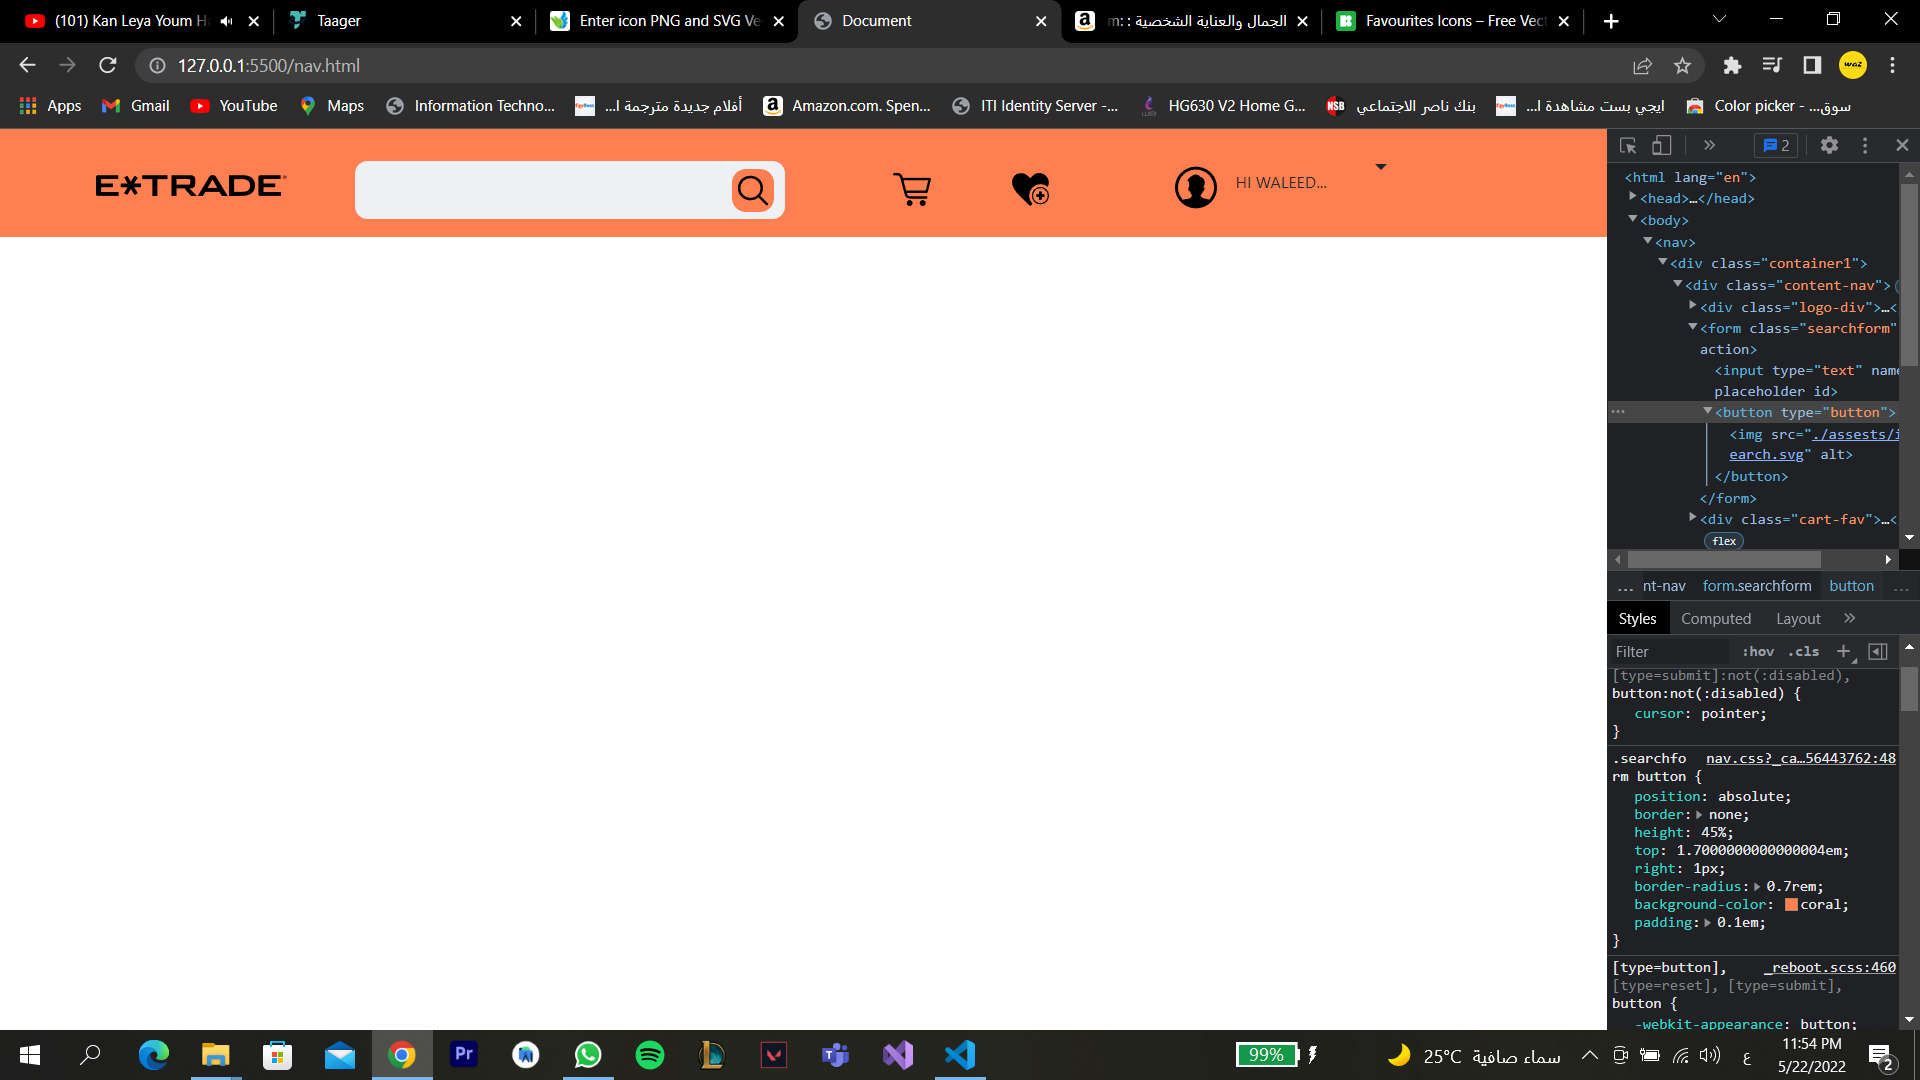 (101) Kan Leya Youm H
Taager
Enter icon PNG and SVG Ve
Document
الجمال والعناية الشخصية : :m
Favourites Icons – Free Vect
127.0.0.1:5500/nav.html
waz
Apps
Gmail
YouTube
Maps
Information Techno...
أفلام جديدة مترجمة ا...
Amazon.com. Spen...
ITI Identity Server -...
HG630 V2 Home G...
بنك ناصر الاجتماعي
ايجي بست مشاهدة ا...
Color picker - ...سوق
E*TRADE
HI WALEED...
2
<html lang="en">
<head>…</head>
<body>
<nav>
<div class="container1">
<div class="content-nav">
<div class="logo-div">…<
<form class="searchform"
action>
<input type="text" name
placeholder id>
<button type="button">
<img src="./assests/i
earch.svg" alt>
</button>
</form>
<div class="cart-fav">…<
flex
... nt-nav form.searchform button ...
Styles Computed Layout
Filter :hov .cls
[type=submit]:not(:disabled),
button:not(:disabled) {
cursor: pointer;
}
.searchfo nav.css?_ca…56443762:48
rm button {
position: absolute;
border: none;
height: 45%;
top: 1.7000000000000004em;
right: 1px;
border-radius: 0.7rem;
background-color: coral;
padding: 0.1em;
}
[type=button], _reboot.scss:460
[type=reset], [type=submit],
button {
-webkit-appearance: button;
Pr
99%
25°C سماء صافية
ع
11:54 PM
5/22/2022
2